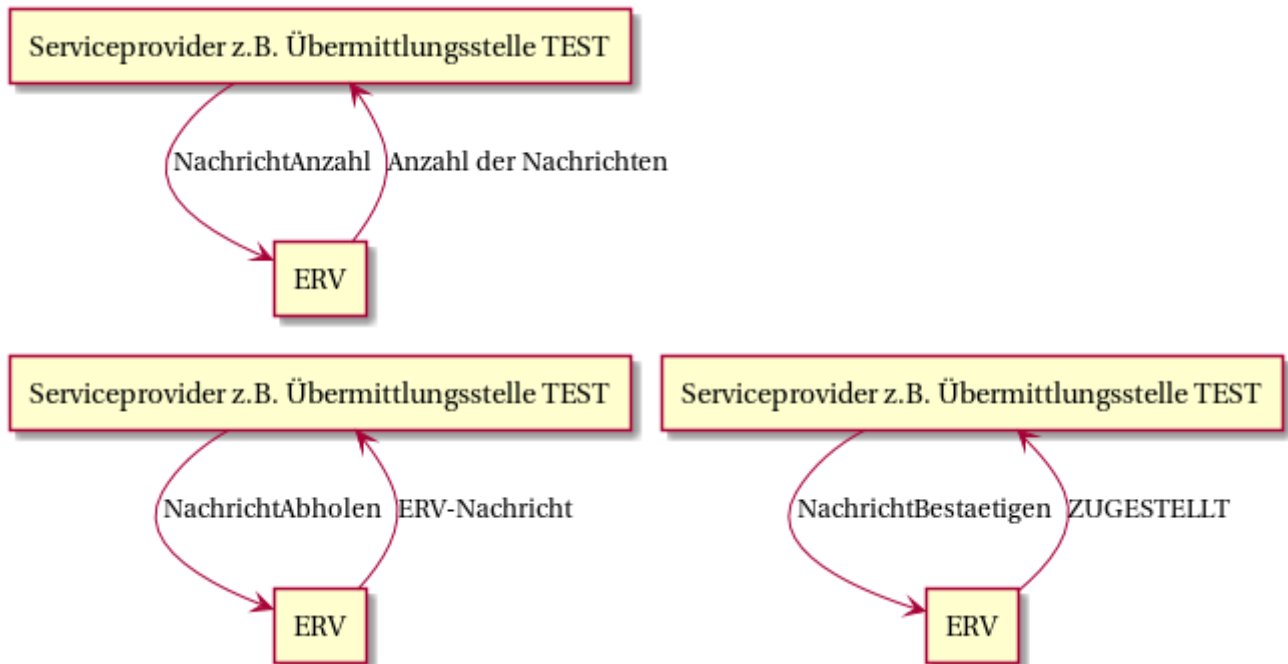 Serviceprovider z.B. Übermittlungsstelle TEST
NachrichtAnzahl
Anzahl der Nachrichten
ERV
Serviceprovider z.B. Übermittlungsstelle TEST
NachrichtAbholen
ERV-Nachricht
ERV
Serviceprovider z.B. Übermittlungsstelle TEST
NachrichtBestaetigen
ZUGESTELLT
ERV